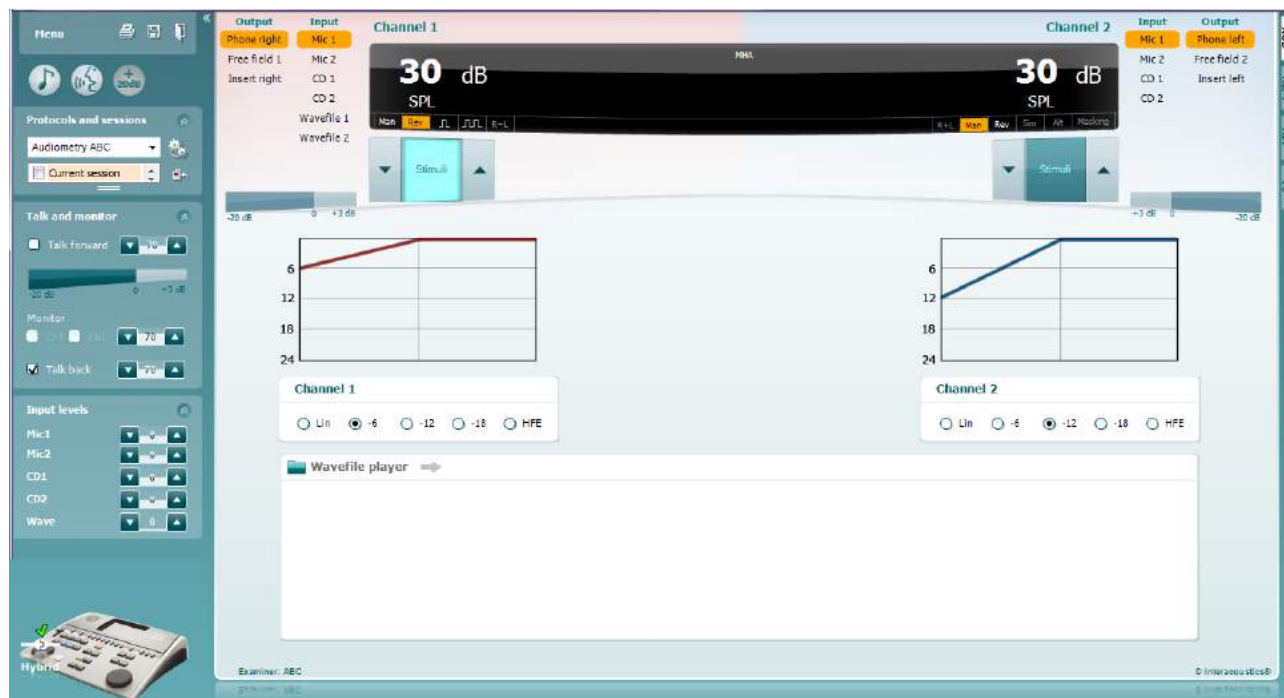 Menu
Protocols and sessions
Audiometry ABC
Current session
Talk and monitor
Talk forward
-20 dB 0 +3 dB
Monitor
70
Talk back 70
Input levels
Mic1 0
Mic2 0
CD1 0
CD2 0
Wave 0
Hybrid
Output Input
Phone right Mic 1
Free field 1 Mic 2
Insert right CD 1
CD 2
Wavefile 1
Wavefile 2
-20 dB 0 +3 dB
Channel 1
MHA
30 dB
SPL
Man Rev R+L
Stimuli
Channel 2
30 dB
SPL
R+L Man Rev Sim Alt Masking
Stimuli
Input Output
Mic 1 Phone left
Mic 2 Free field 2
CD 1 Insert left
CD 2
+3 dB 0 -20 dB
6
12
18
24
6
12
18
24
Channel 1
Lin -6 -12 -18 HFE
Channel 2
Lin -6 -12 -18 HFE
Wavefile player
Examiner: ABC
© Interacoustics®